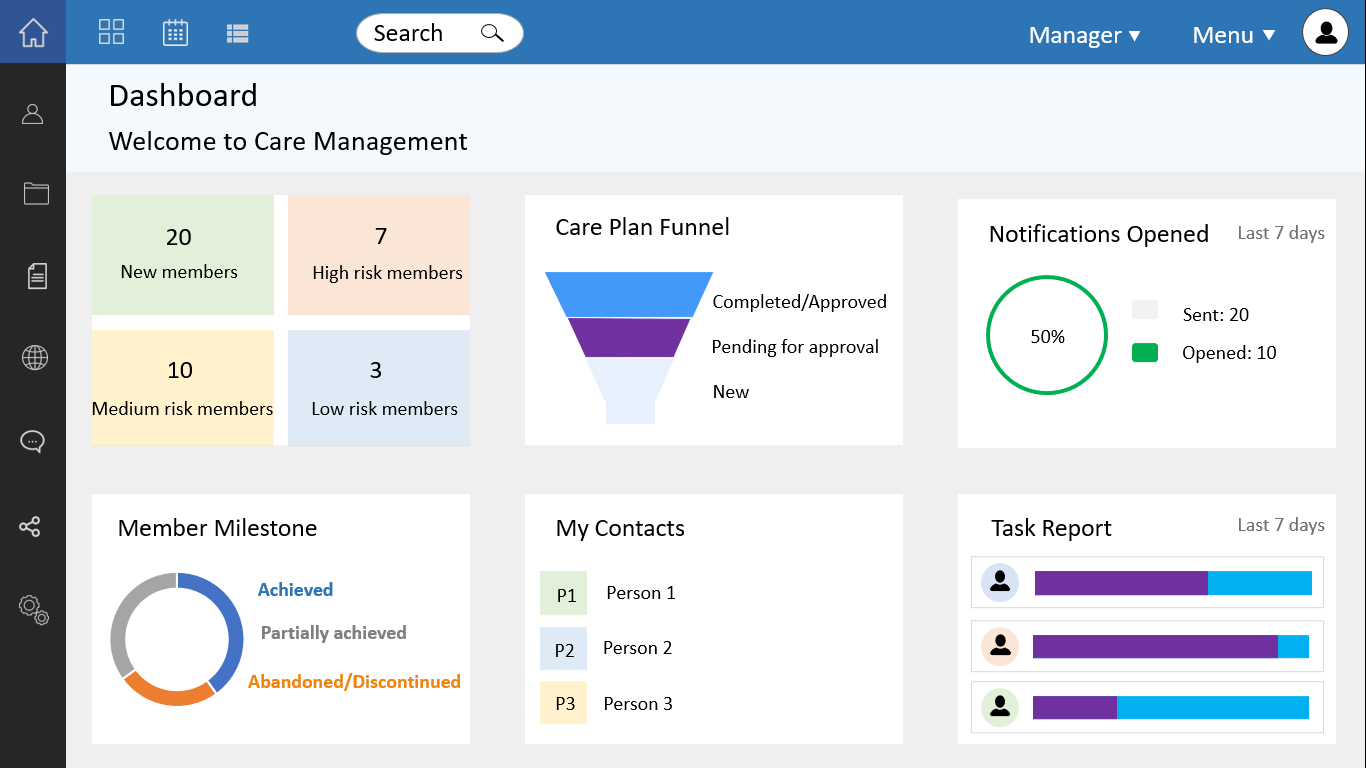 Search
Manager ▼
Menu ▼
Dashboard
Welcome to Care Management
20
New members
7
High risk members
10
Medium risk members
3
Low risk members
Care Plan Funnel
Completed/Approved
Pending for approval
New
Notifications Opened
Last 7 days
50%
Sent: 20
Opened: 10
Member Milestone
Achieved
Partially achieved
Abandoned/Discontinued
My Contacts
P1 Person 1
P2 Person 2
P3 Person 3
Task Report
Last 7 days